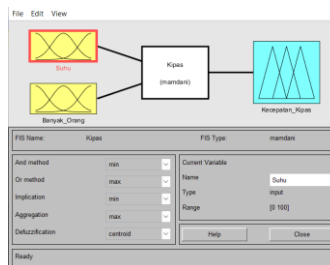 File Edit View
Suhu
Banyak_Orang
Kipas
(mamdani)
Kecepatan_Kipas
FIS Name: Kipas FIS Type: mamdani
And method min
Or method max
Implication min
Aggregation max
Defuzzification centroid
Current Variable
Name Suhu
Type input
Range [0 100]
Help Close
Ready